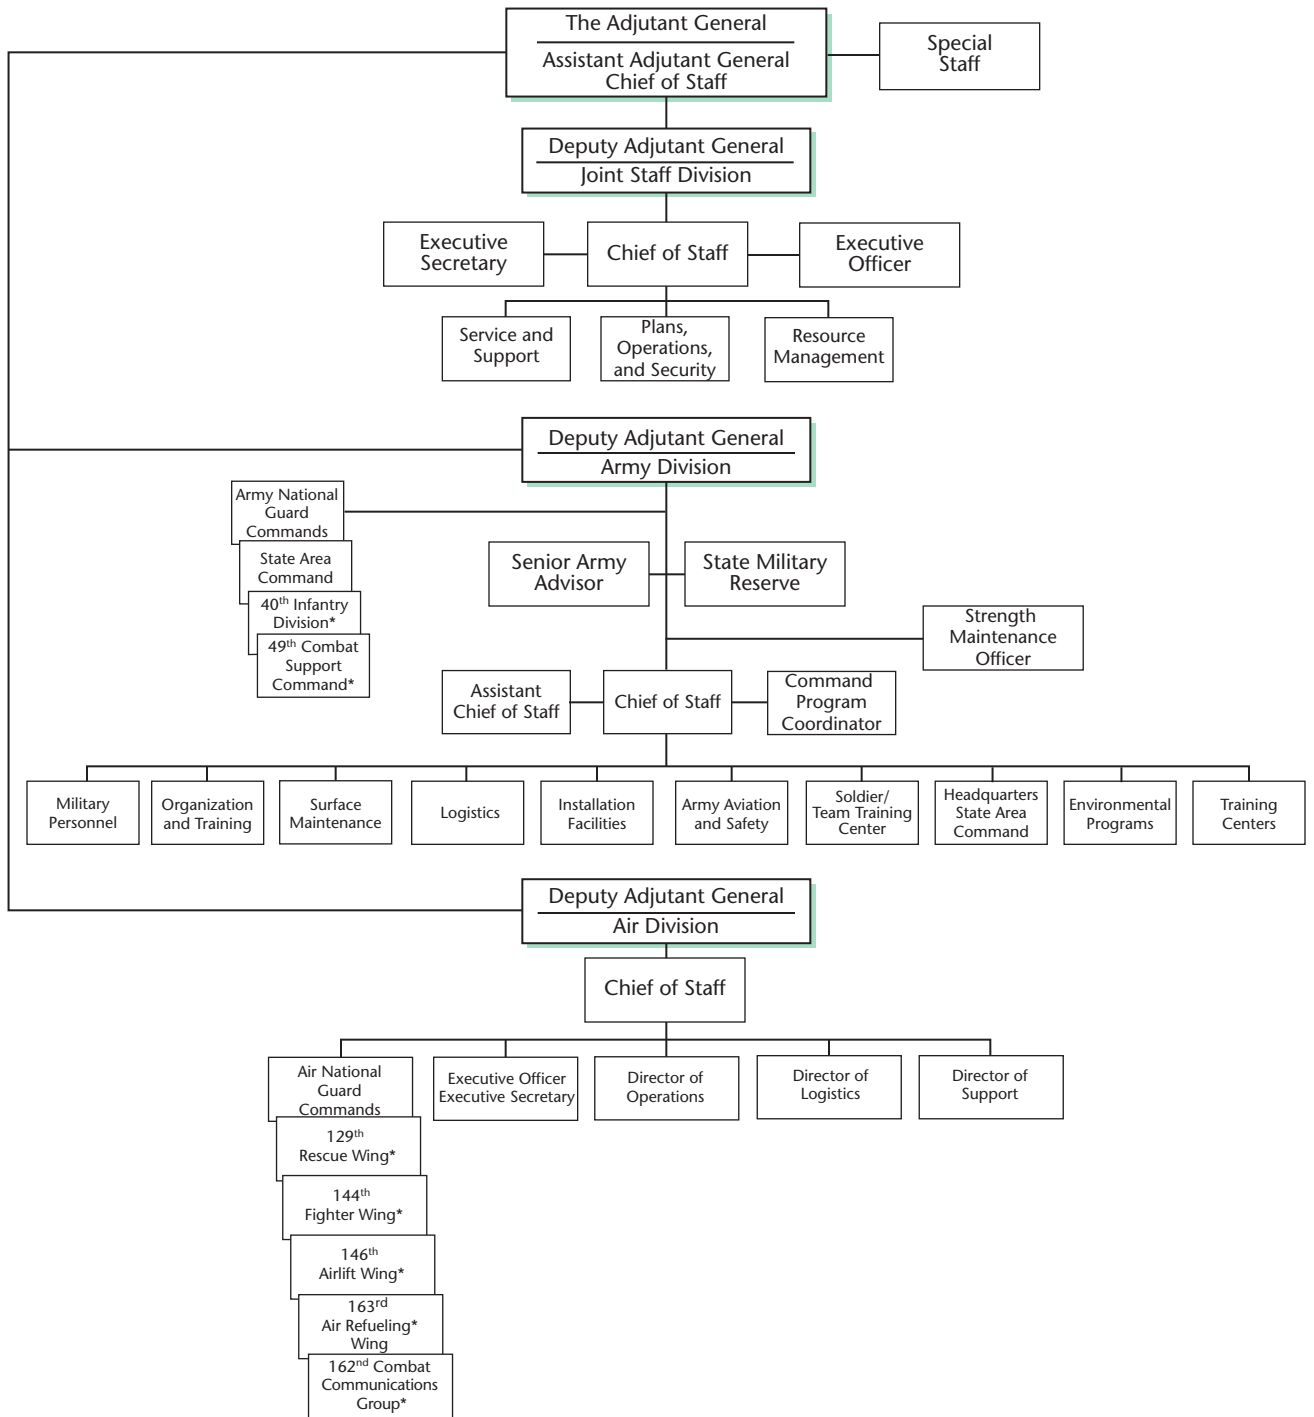 The Adjutant General
Assistant Adjutant General
Chief of Staff
Special
Staff
Deputy Adjutant General
Joint Staff Division
Executive
Secretary
Chief of Staff
Executive
Officer
Service and
Support
Plans,
Operations,
and Security
Resource
Management
Deputy Adjutant General
Army Division
Army National
Guard
Commands
State Area
Command
40th Infantry
Division*
49th Combat
Support
Command*
Senior Army
Advisor
State Military
Reserve
Strength
Maintenance
Officer
Assistant
Chief of Staff
Chief of Staff
Command
Program
Coordinator
Military
Personnel
Organization
and Training
Surface
Maintenance
Logistics
Installation
Facilities
Army Aviation
and Safety
Soldier/
Team Training
Center
Headquarters
State Area
Command
Environmental
Programs
Training
Centers
Deputy Adjutant General
Air Division
Chief of Staff
Air National
Guard
Commands
129th
Rescue Wing*
144th
Fighter Wing*
146th
Airlift Wing*
163rd
Air Refueling*
Wing
162nd Combat
Communications
Group*
Executive Officer
Executive Secretary
Director of
Operations
Director of
Logistics
Director of
Support